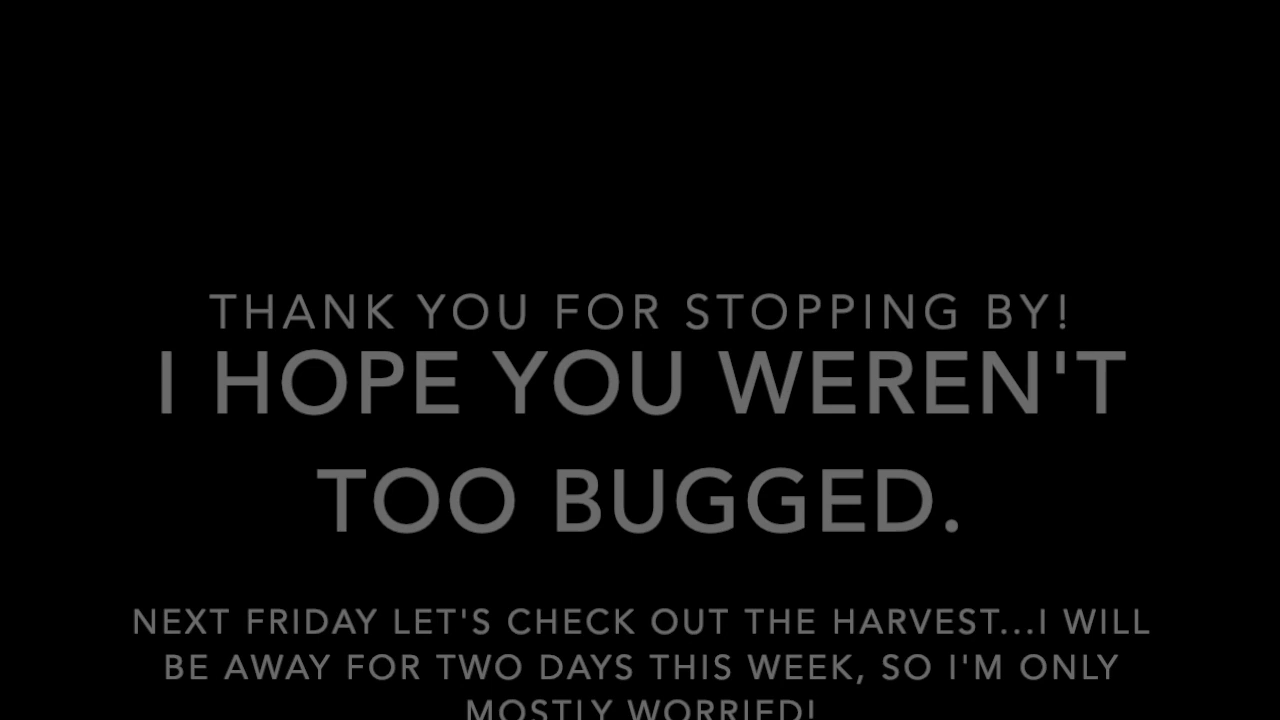 THANK YOU FOR STOPPING BY!
I HOPE YOU WEREN'T
TOO BUGGED.
NEXT FRIDAY LET'S CHECK OUT THE HARVEST...I WILL
BE AWAY FOR TWO DAYS THIS WEEK, SO I'M ONLY
MOSTLY WORRIED!